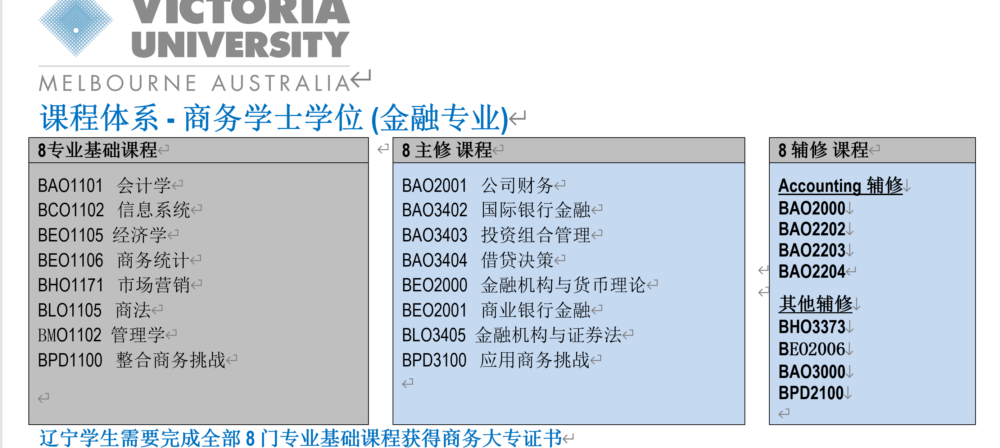 VICTORIA
UNIVERSITY
MELBOURNE AUSTRALIA
课程体系 - 商务学士学位 (金融专业)
8专业基础课程
BAO1101 会计学
BCO1102 信息系统
BEO1105 经济学
BEO1106 商务统计
BHO1171 市场营销
BLO1105 商法
BMO1102 管理学
BPD1100 整合商务挑战
8 主修 课程
BAO2001 公司财务
BAO3402 国际银行金融
BAO3403 投资组合管理
BAO3404 借贷决策
BEO2000 金融机构与货币理论
BEO2001 商业银行金融
BLO3405 金融机构与证券法
BPD3100 应用商务挑战
8 辅修 课程
Accounting 辅修
BAO2000
BAO2202
BAO2203
BAO2204
其他辅修
BHO3373
BEO2006
BAO3000
BPD2100
辽宁学生需要完成全部 8 门专业基础课程获得商务大专证书